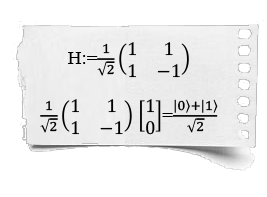 H:=1/√2 (1 1 1 −1)
1/√2 (1 1 1 −1) [1 0]=|0⟩+|1⟩/√2